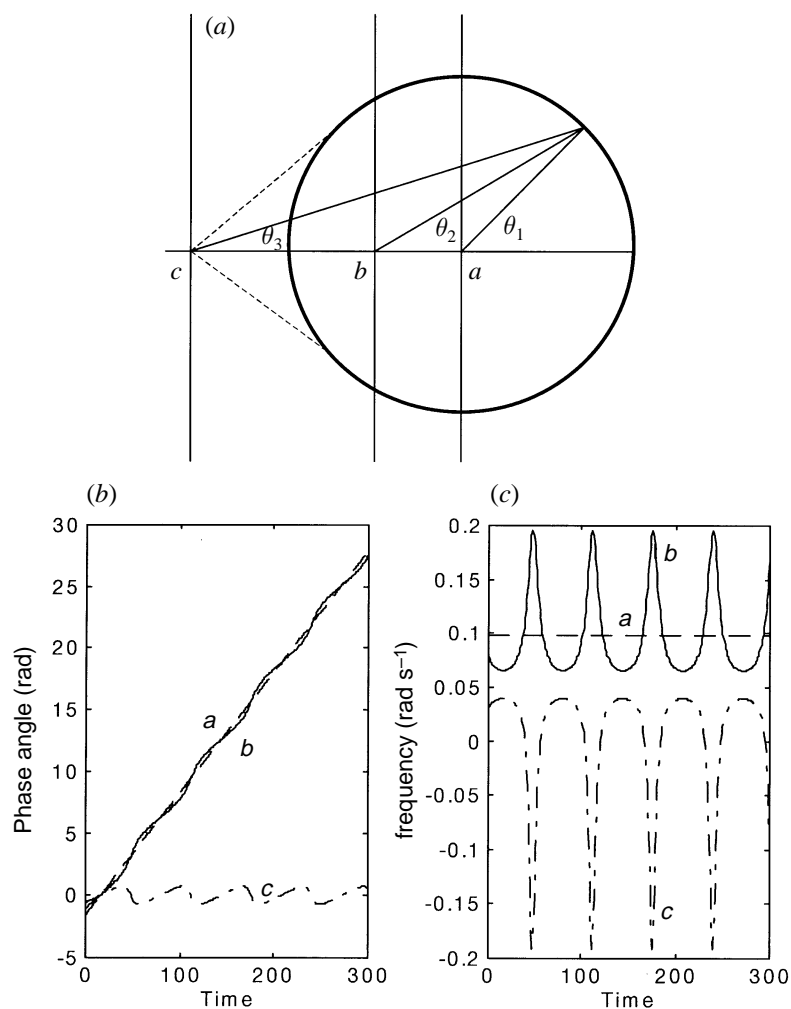 (a)
θ3
θ2
θ1
c
b
a
(b)
Phase angle (rad)
30
25
20
15
10
5
0
-5
a
b
c
0
100
200
300
Time
(c)
frequency (rad s−1)
0.2
0.15
0.1
0.05
0
-0.05
-0.1
-0.15
-0.2
b
a
c
0
100
200
300
Time